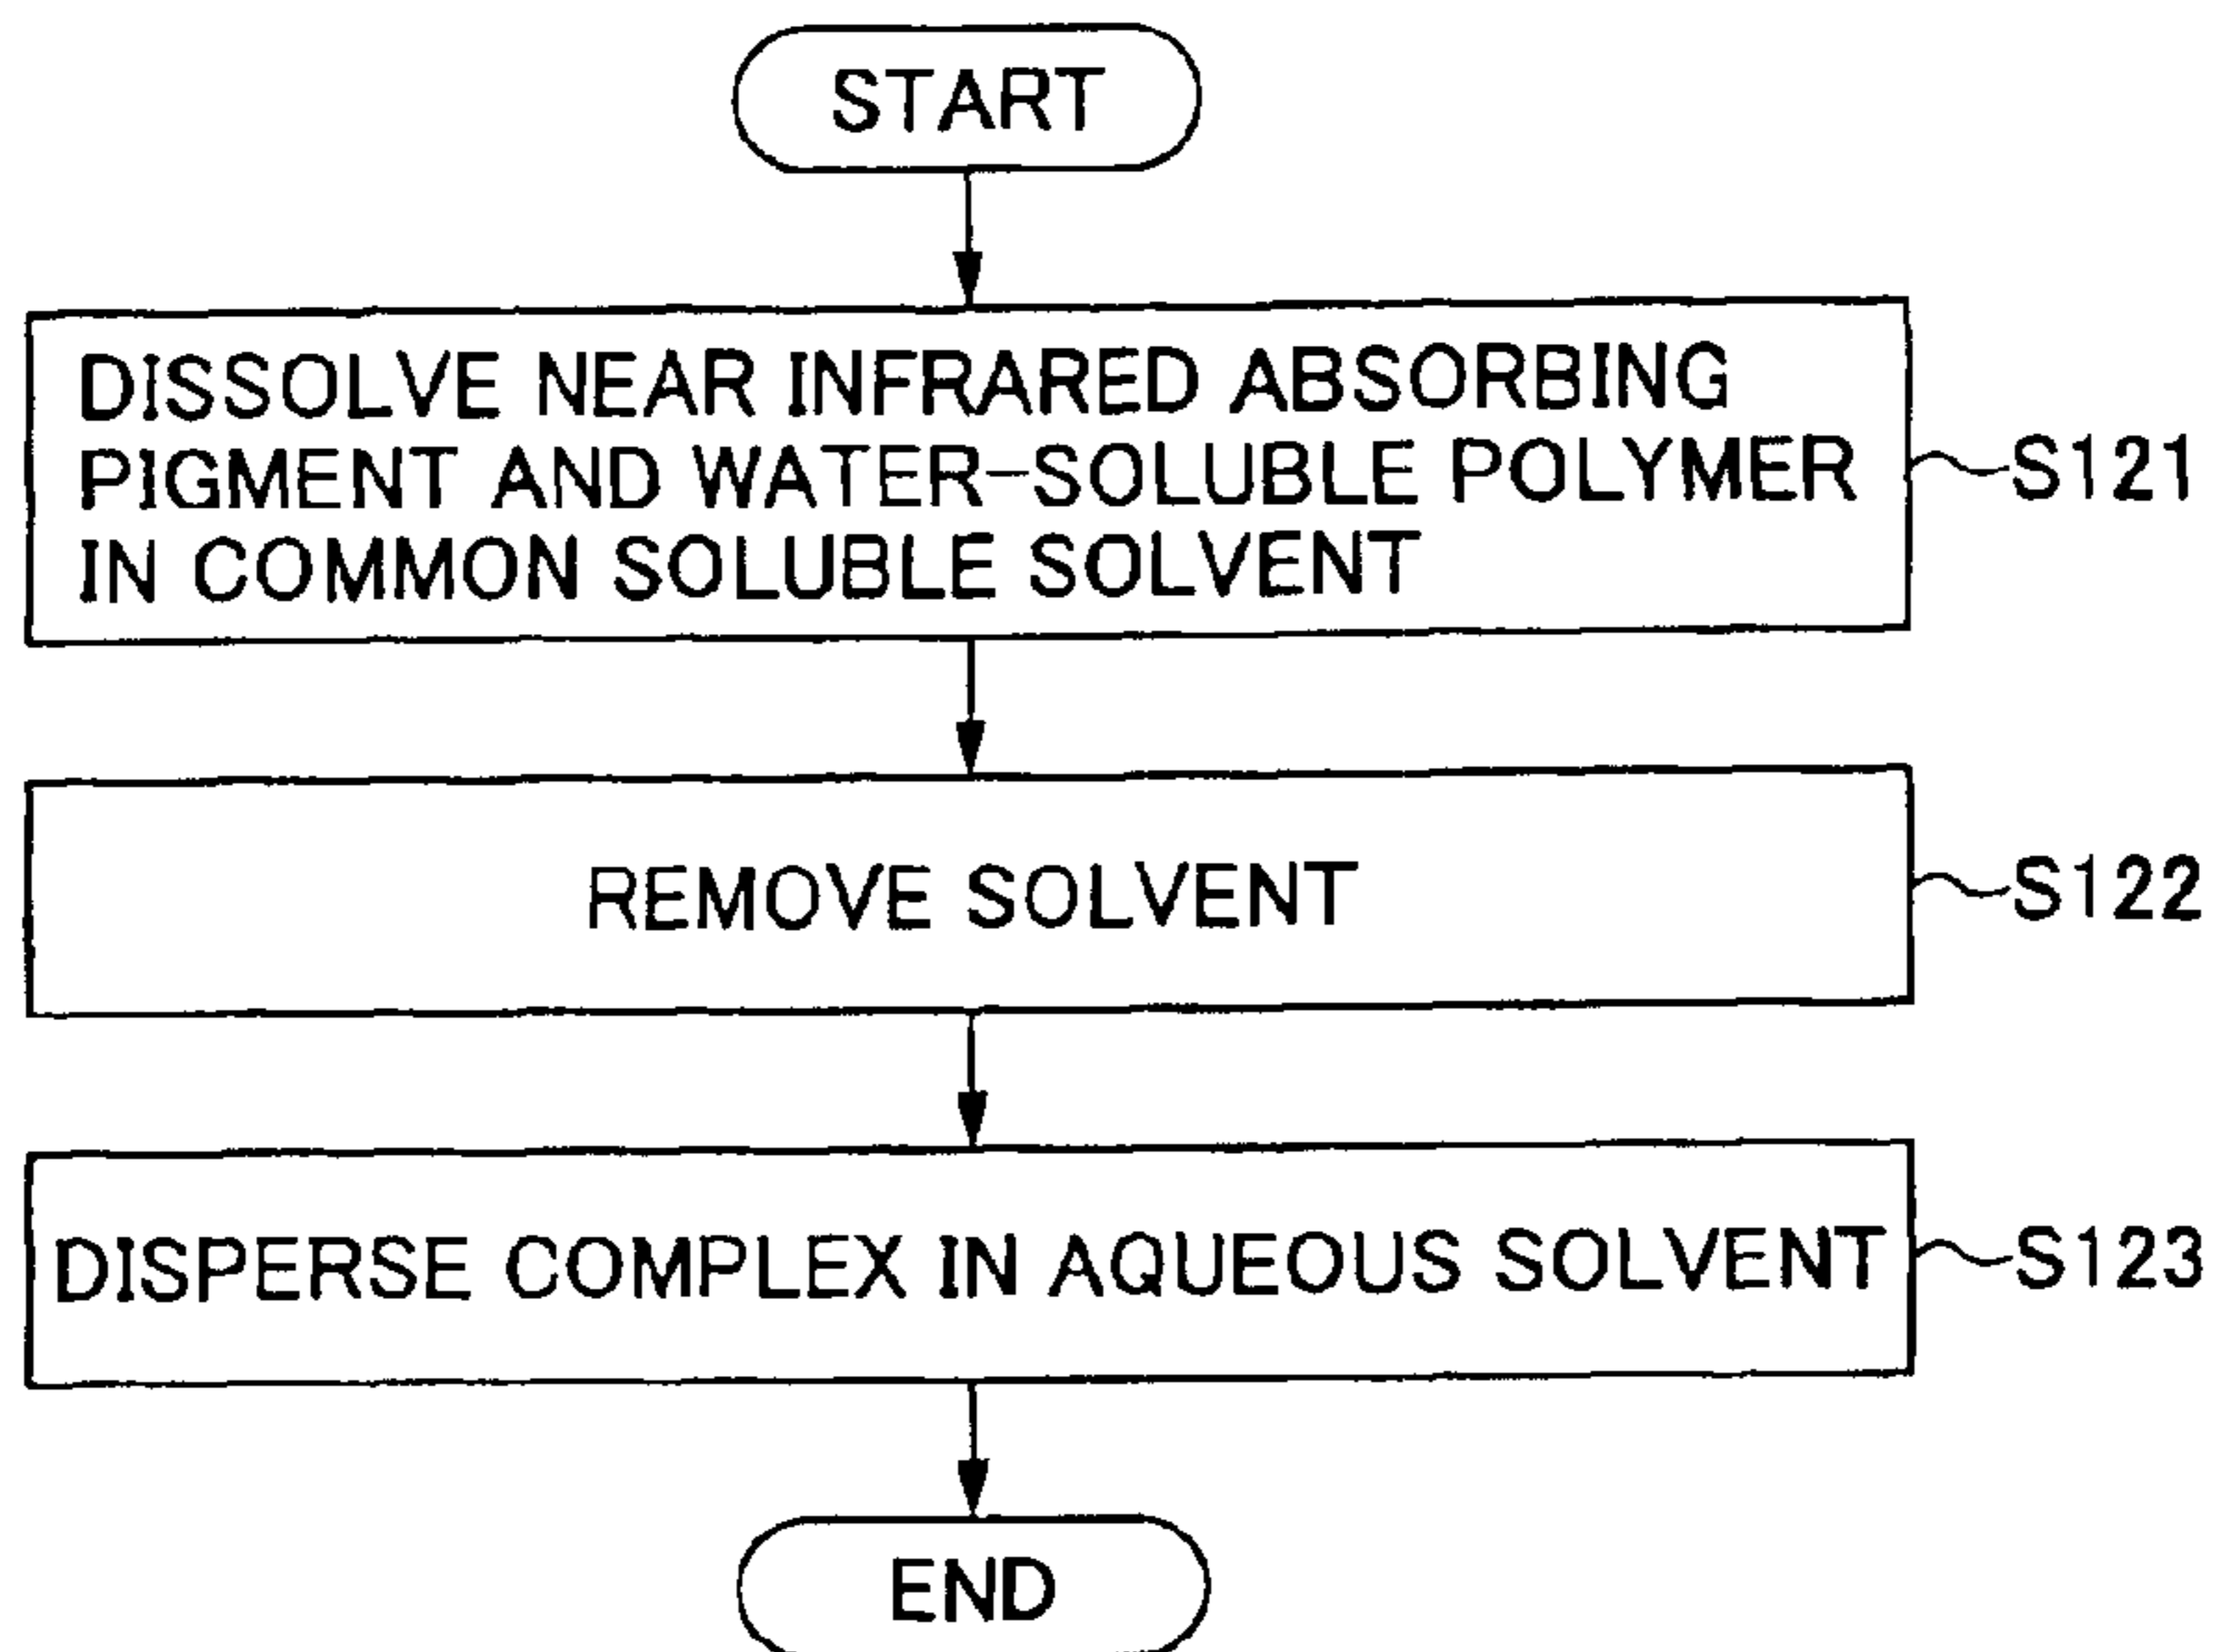 START
DISSOLVE NEAR INFRARED ABSORBING
PIGMENT AND WATER-SOLUBLE POLYMER
IN COMMON SOLUBLE SOLVENT
S121
REMOVE SOLVENT
S122
DISPERSE COMPLEX IN AQUEOUS SOLVENT
S123
END